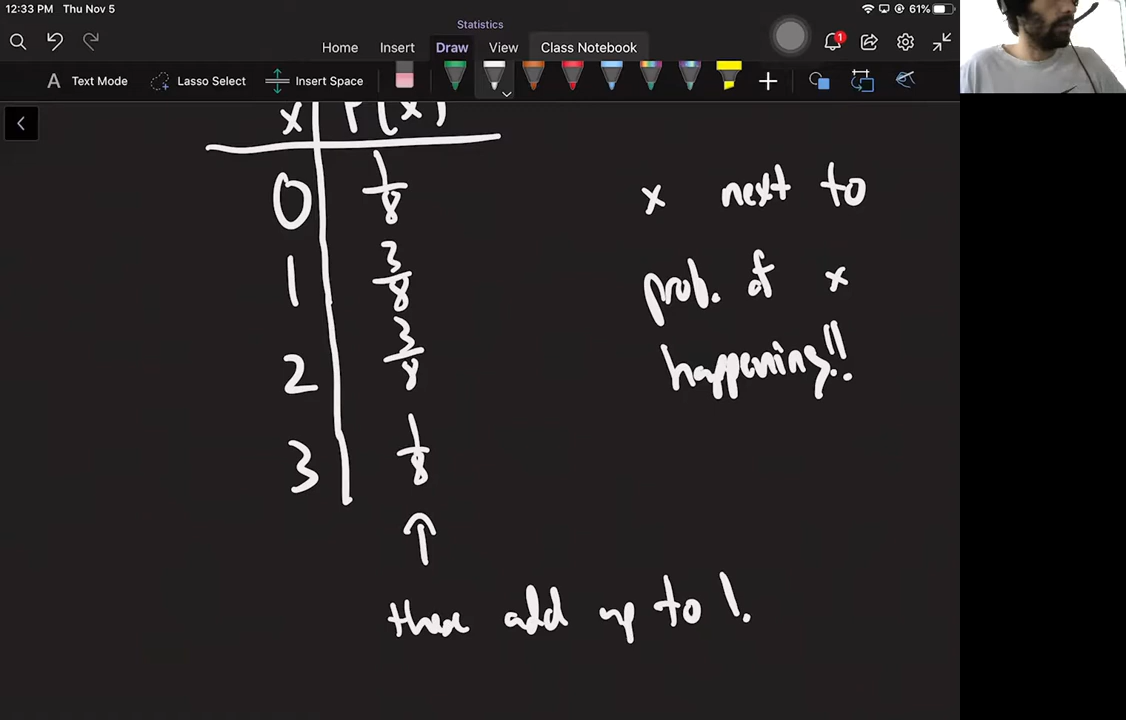 12:33 PM Thu Nov 5
61%
Statistics
Home Insert Draw View Class Notebook
1
A Text Mode Lasso Select Insert Space
x P(x)
0 1/8
1 3/8
2 3/8
3 1/8
x next to
prob. of x
happening!!
these add up to 1.